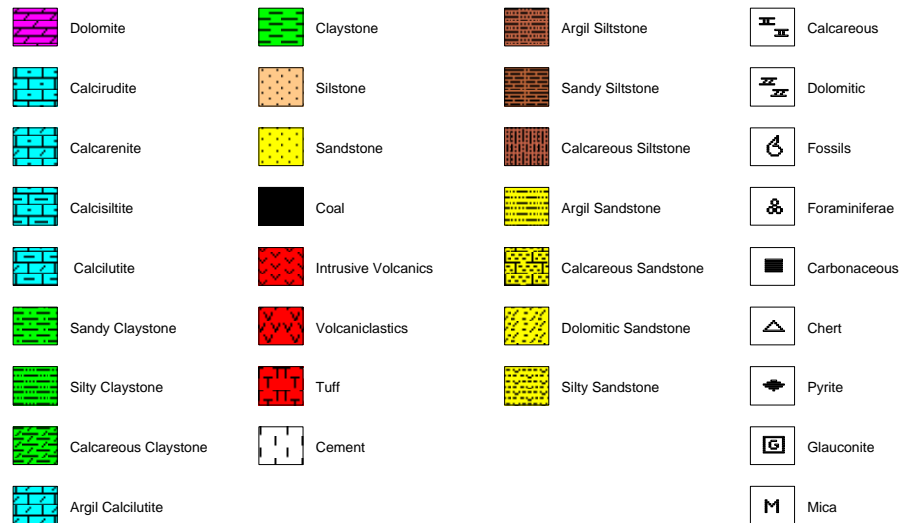 Dolomite
Calcirudite
Calcarenite
Calcisiltite
Calcilutite
Sandy Claystone
Silty Claystone
Calcareous Claystone
Argil Calcilutite
Claystone
Silstone
Sandstone
Coal
Intrusive Volcanics
Volcaniclastics
Tuff
Cement
Argil Siltstone
Sandy Siltstone
Calcareous Siltstone
Argil Sandstone
Calcareous Sandstone
Dolomitic Sandstone
Silty Sandstone
Calcareous
Dolomitic
Fossils
Foraminiferae
Carbonaceous
Chert
Pyrite
G Glauconite
M Mica